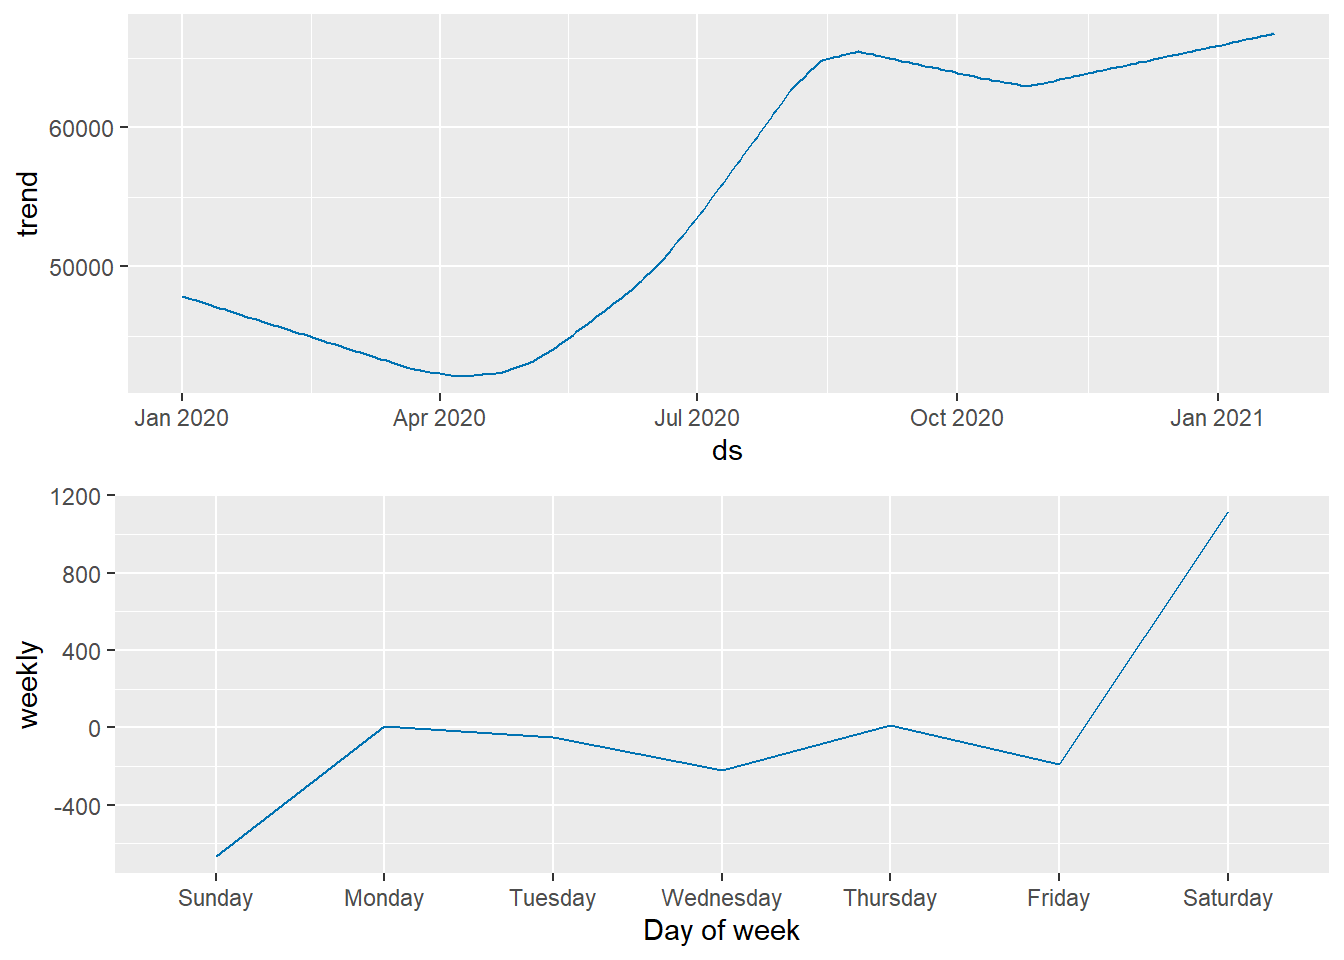 60000
50000
trend
Jan 2020 Apr 2020 Jul 2020 Oct 2020 Jan 2021
ds
1200
800
400
0
-400
weekly
Sunday Monday Tuesday Wednesday Thursday Friday Saturday
Day of week